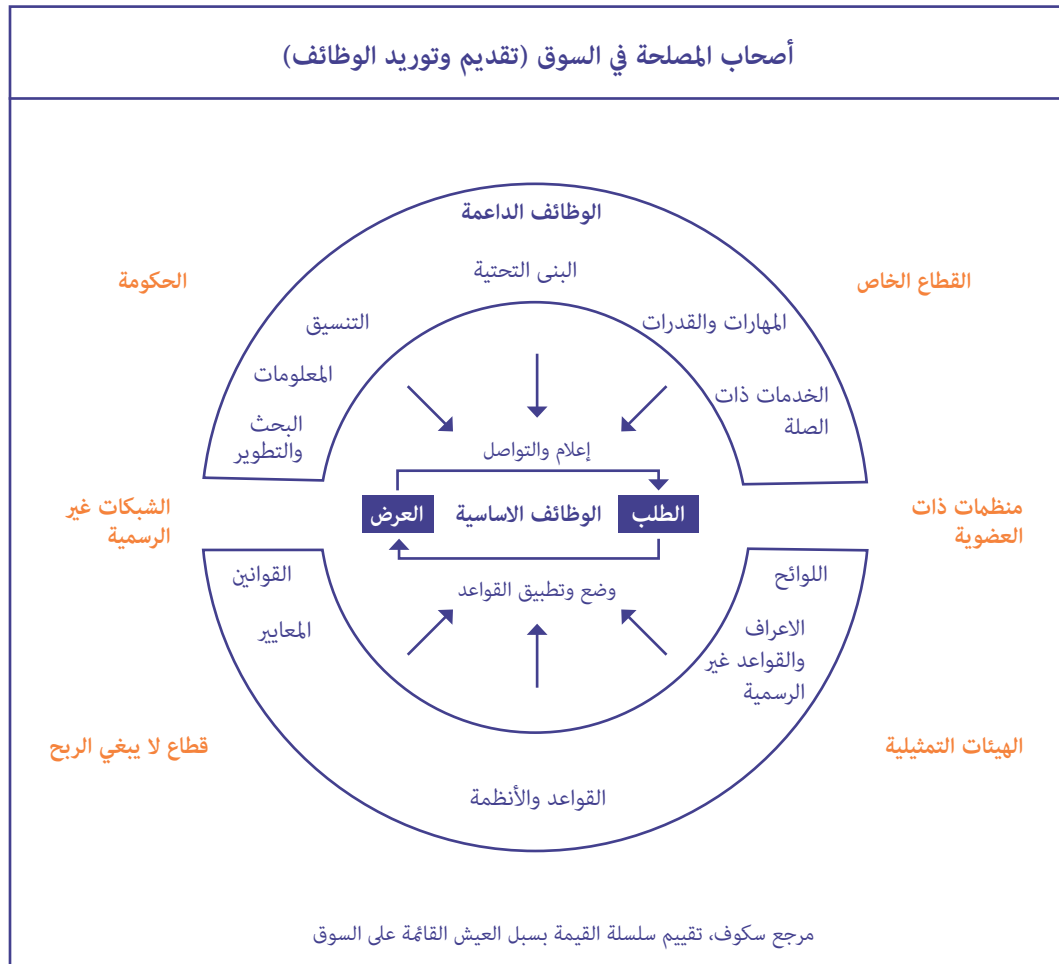 أصحاب المصلحة في السوق (تقديم وتوريد الوظائف)
الوظائف الداعمة
البنى التحتية
القطاع الخاص
الحكومة
المهارات والقدرات
التنسيق
الخدمات ذات
الصلة
المعلومات
البحث
والتطوير
إعلام والتواصل
منظمات ذات
العضوية
الطلب
الوظائف الاساسية
العرض
الشبكات غير
الرسمية
وضع وتطبيق القواعد
اللوائح
الاعراف
والقواعد غير
الرسمية
القوانين
المعايير
الهيئات التمثيلية
قطاع لا يبغي الربح
القواعد والأنظمة
مرجع سكوف، تقييم سلسلة القيمة بسبل العيش القائمة على السوق